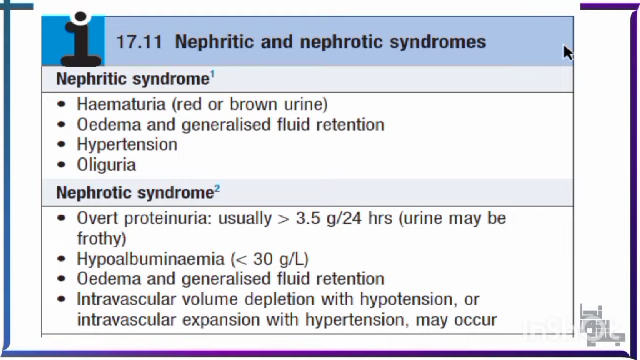 i
17.11 Nephritic and nephrotic syndromes
Nephritic syndrome1
• Haematuria (red or brown urine)
• Oedema and generalised fluid retention
• Hypertension
• Oliguria
Nephrotic syndrome2
• Overt proteinuria: usually > 3.5 g/24 hrs (urine may be
frothy)
• Hypoalbuminaemia (< 30 g/L)
• Oedema and generalised fluid retention
• Intravascular volume depletion with hypotension, or
intravascular expansion with hypertension, may occur